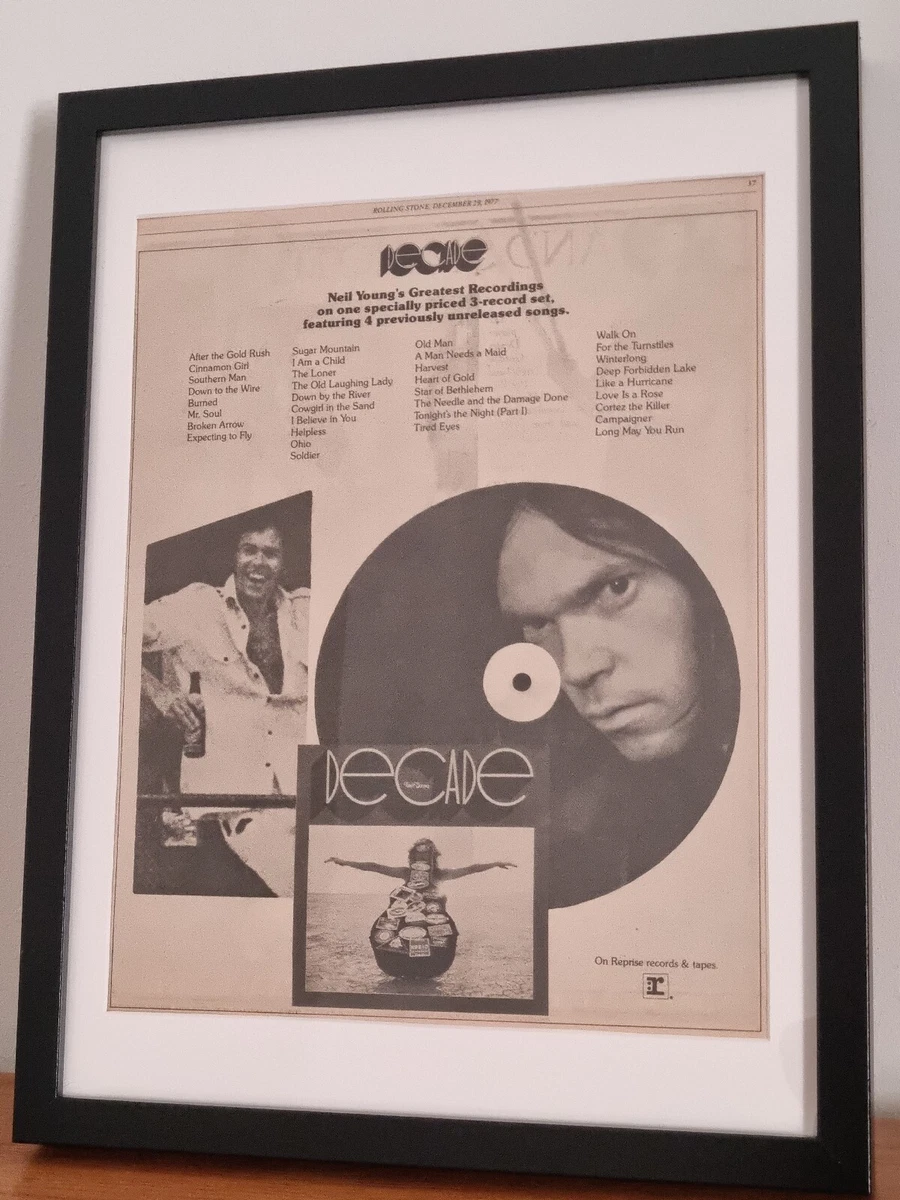 ROLLING STONE, DECEMBER 29, 1977
37
DECADE
Neil Young's Greatest Recordings
on one specially priced 3-record set,
featuring 4 previously unreleased songs.
After the Gold Rush
Cinnamon Girl
Southern Man
Down to the Wire
Burned
Mr. Soul
Broken Arrow
Expecting to Fly
Sugar Mountain
I Am a Child
The Loner
The Old Laughing Lady
Down by the River
Cowgirl in the Sand
I Believe in You
Helpless
Ohio
Soldier
Old Man
A Man Needs a Maid
Harvest
Heart of Gold
Star of Bethlehem
The Needle and the Damage Done
Tonight's the Night (Part I)
Tired Eyes
Walk On
For the Turnstiles
Winterlong
Deep Forbidden Lake
Like a Hurricane
Love Is a Rose
Cortez the Killer
Campaigner
Long May You Run
DECADE
Neil Young
On Reprise records & tapes.
r